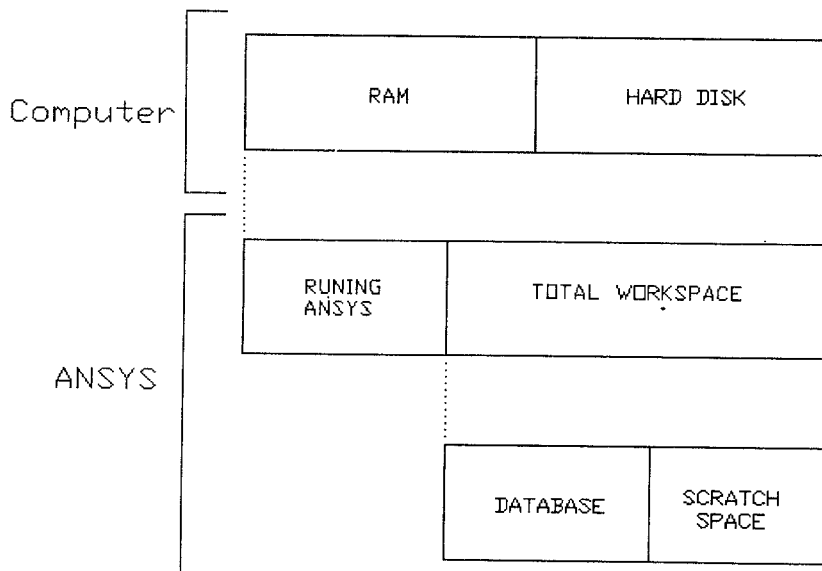 Computer
RAM
HARD DISK
ANSYS
RUNING
ANSYS
TOTAL WORKSPACE
DATABASE
SCRATCH
SPACE